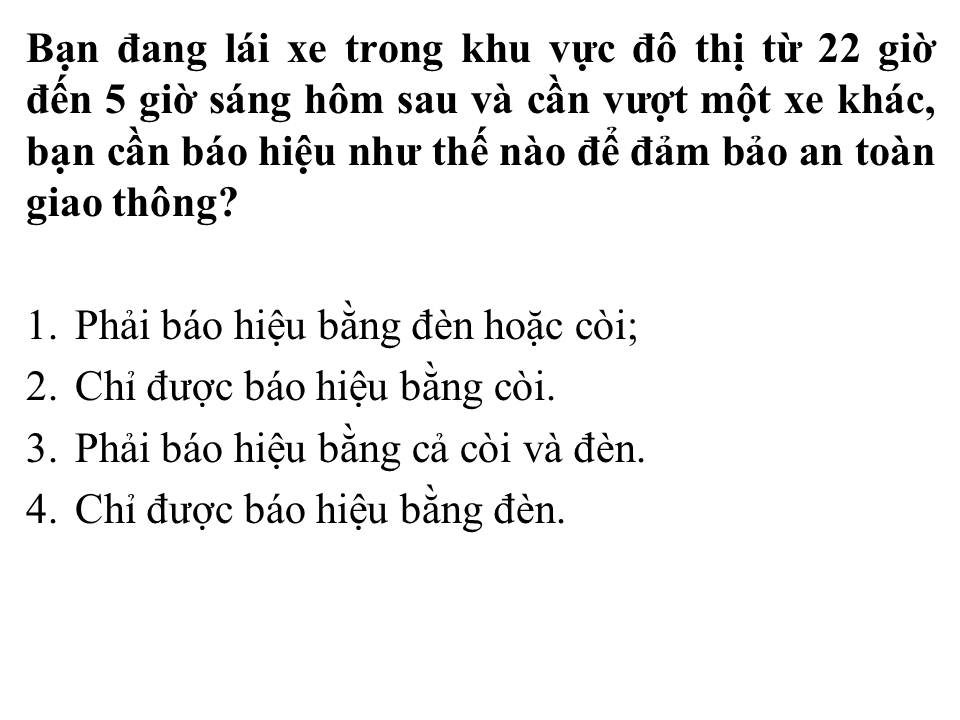 Bạn đang lái xe trong khu vực đô thị từ 22 giờ
đến 5 giờ sáng hôm sau và cần vượt một xe khác,
bạn cần báo hiệu như thế nào để đảm bảo an toàn
giao thông?
1. Phải báo hiệu bằng đèn hoặc còi;
2. Chỉ được báo hiệu bằng còi.
3. Phải báo hiệu bằng cả còi và đèn.
4. Chỉ được báo hiệu bằng đèn.